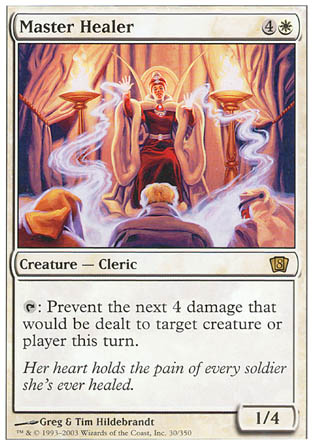 Master Healer 4
Creature — Cleric
8
: Prevent the next 4 damage that
would be dealt to target creature or
player this turn.
Her heart holds the pain of every soldier
she's ever healed.
Greg & Tim Hildebrandt
™ & © 1993–2003 Wizards of the Coast, Inc. 30/350
1/4